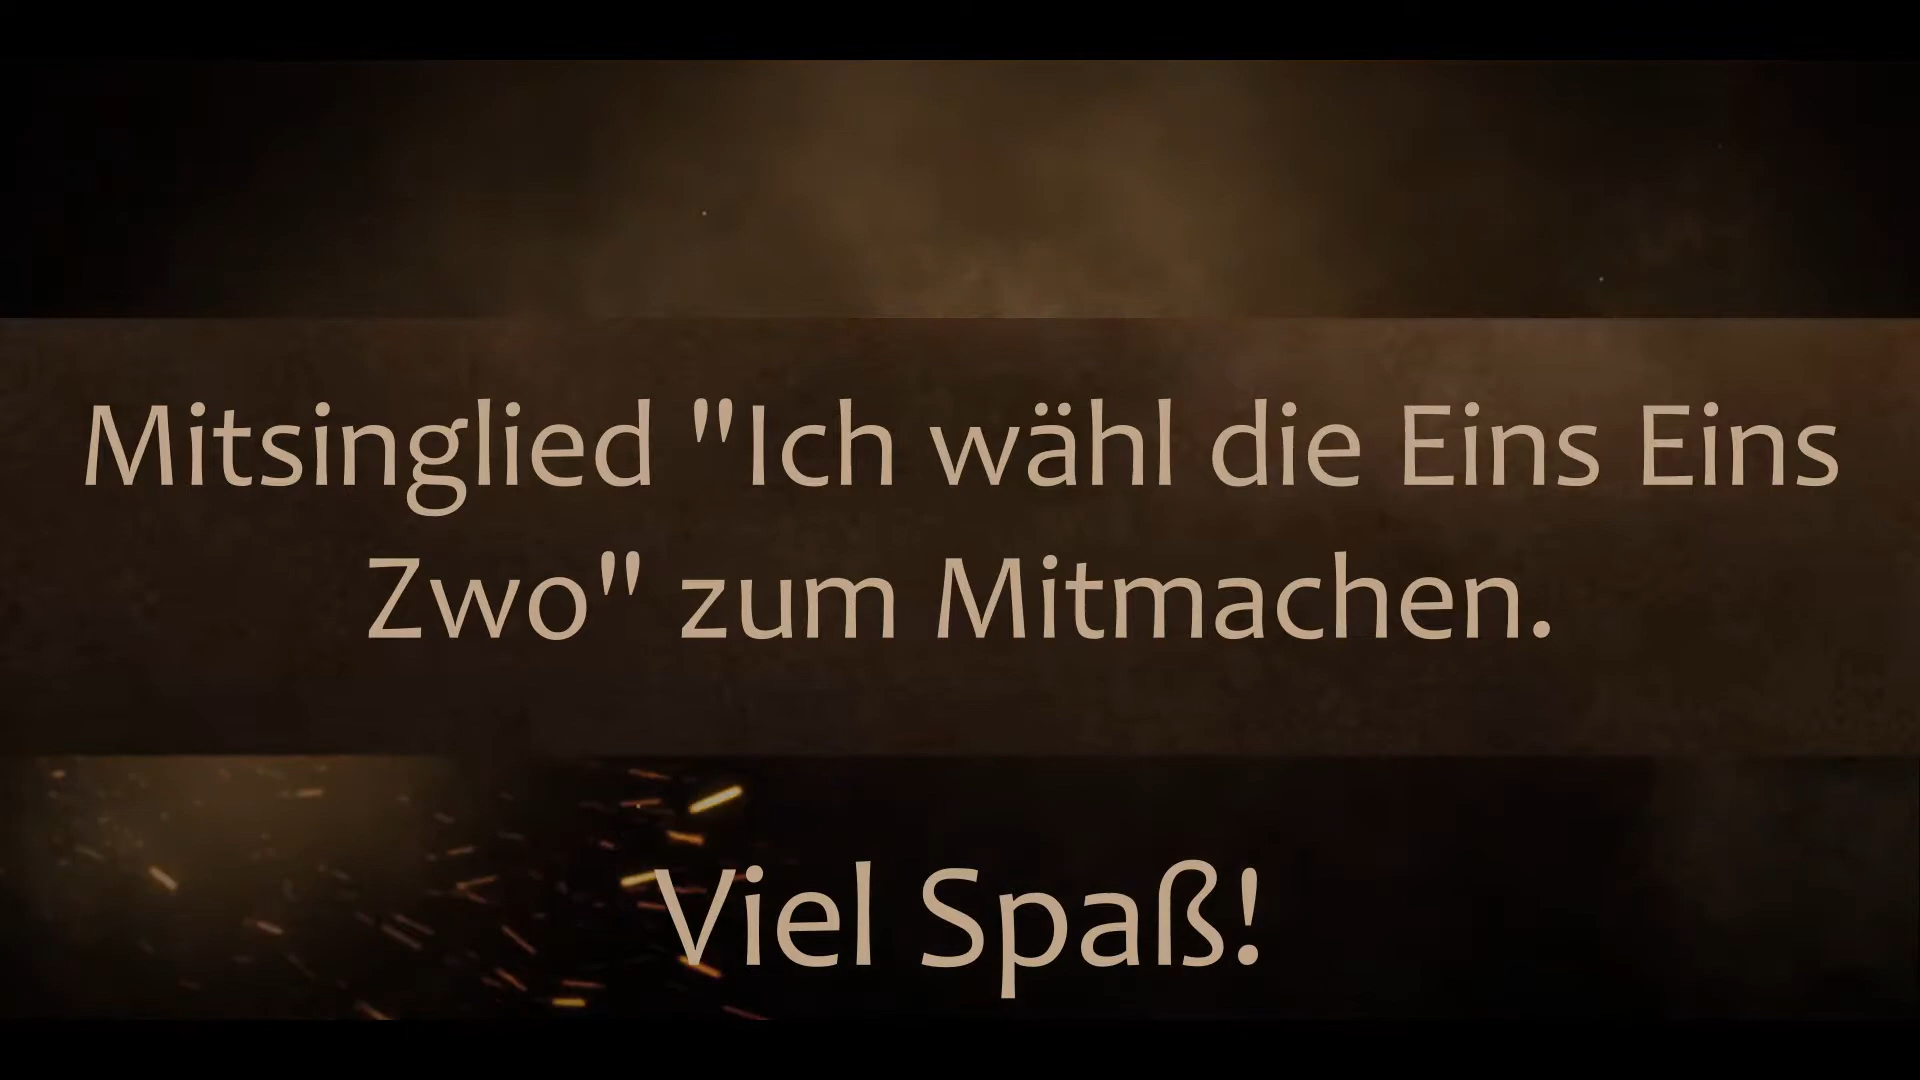 Mitsinglied "Ich wähl die Eins Eins
Zwo" zum Mitmachen.
Viel Spaß!